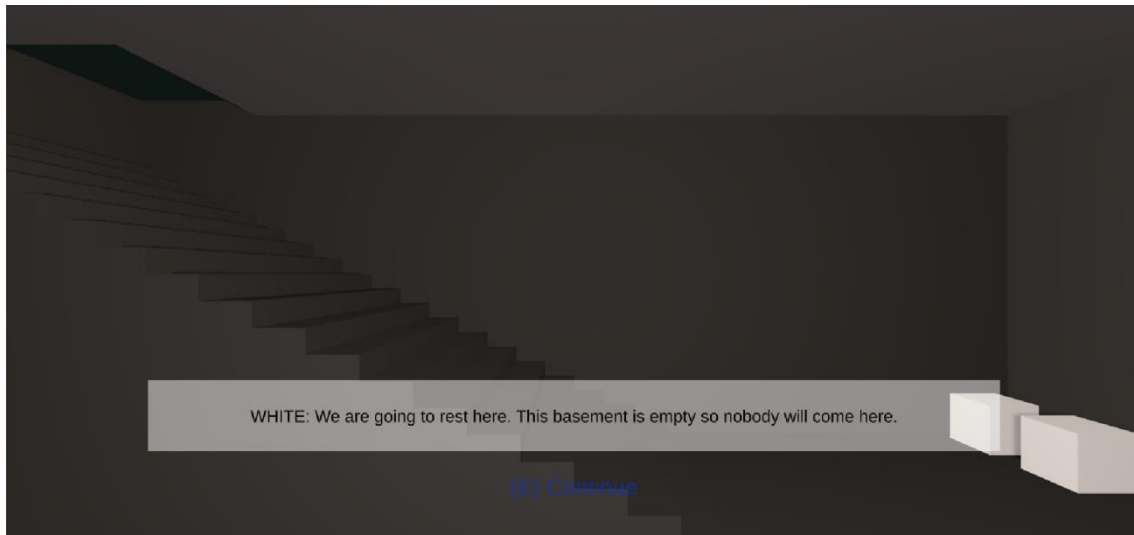 WHITE: We are going to rest here. This basement is empty so nobody will come here.
[E] Continue